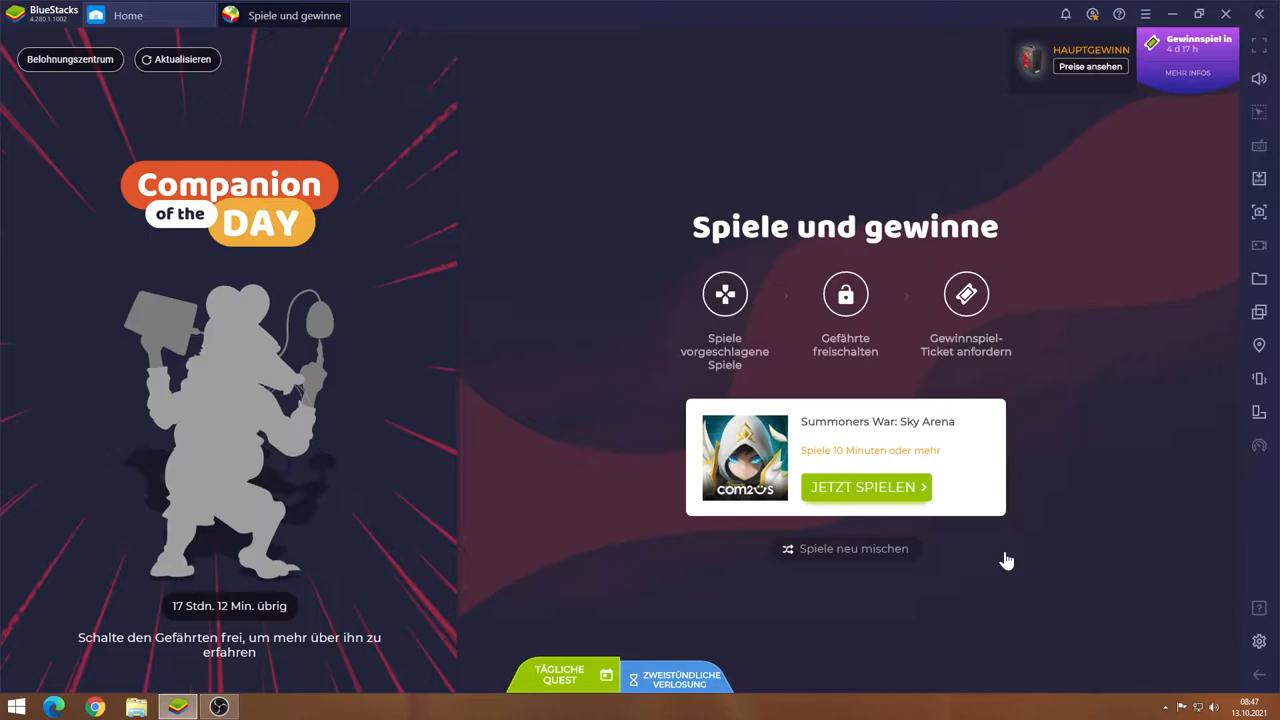 BlueStacks
4.280.1.1002
Home
Spiele und gewinne
Belohnungszentrum
Aktualisieren
HAUPTGEWINN
Preise ansehen
Gewinnspiel in
4 d 17 h
MEHR INFOS
Companion
of the
DAY
17 Stdn. 12 Min. übrig
Schalte den Gefährten frei, um mehr über ihn zu
erfahren
Spiele und gewinne
Spiele
vorgeschlagene
Spiele
Gefährte
freischalten
Gewinnspiel-
Ticket anfordern
com2us
Summoners War: Sky Arena
Spiele 10 Minuten oder mehr
JETZT SPIELEN
Spiele neu mischen
TÄGLICHE
QUEST
ZWEISTÜNDLICHE
VERLOSUNG
08:47
13.10.2021